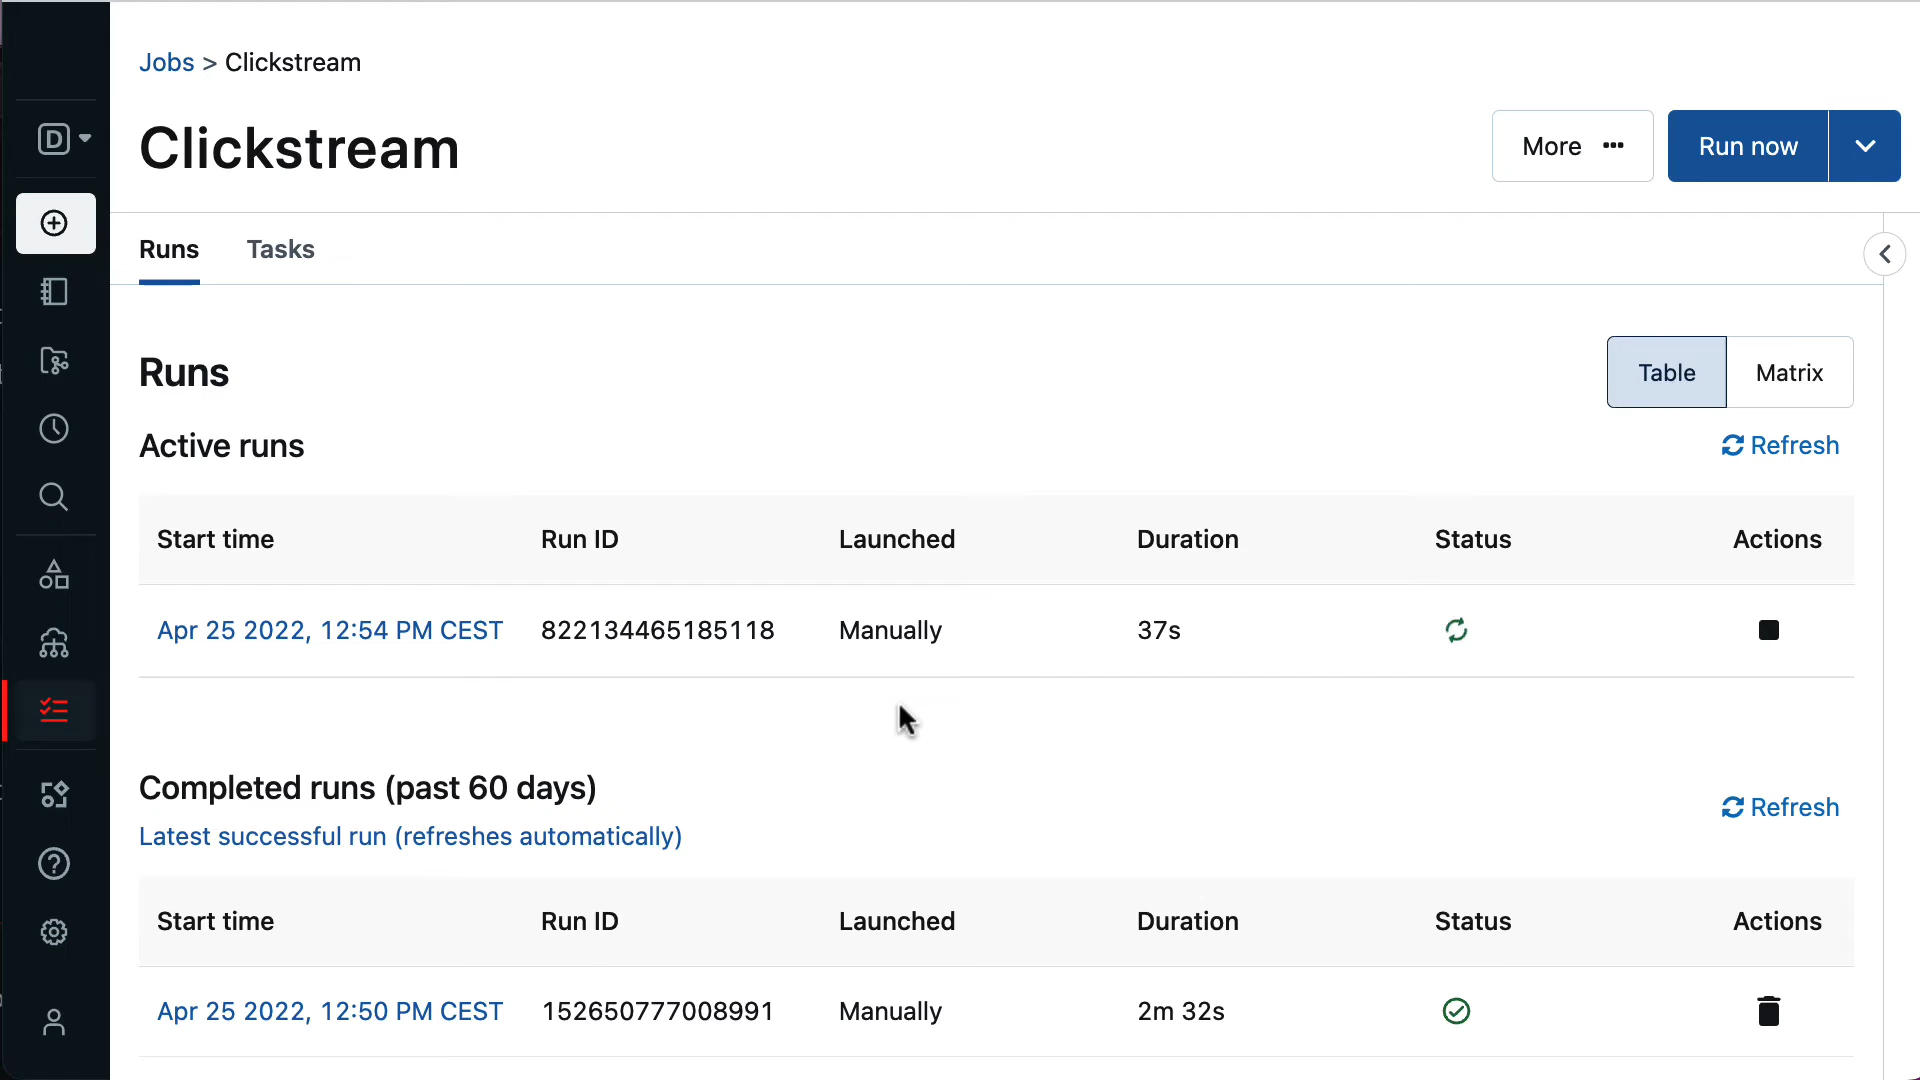 Jobs > Clickstream
Clickstream
More ···
Run now
D
Runs Tasks
Runs
Table Matrix
Active runs
Refresh
Start time Run ID Launched Duration Status Actions
Apr 25 2022, 12:54 PM CEST 822134465185118 Manually 37s
Completed runs (past 60 days)
Refresh
Latest successful run (refreshes automatically)
Start time Run ID Launched Duration Status Actions
Apr 25 2022, 12:50 PM CEST 152650777008991 Manually 2m 32s